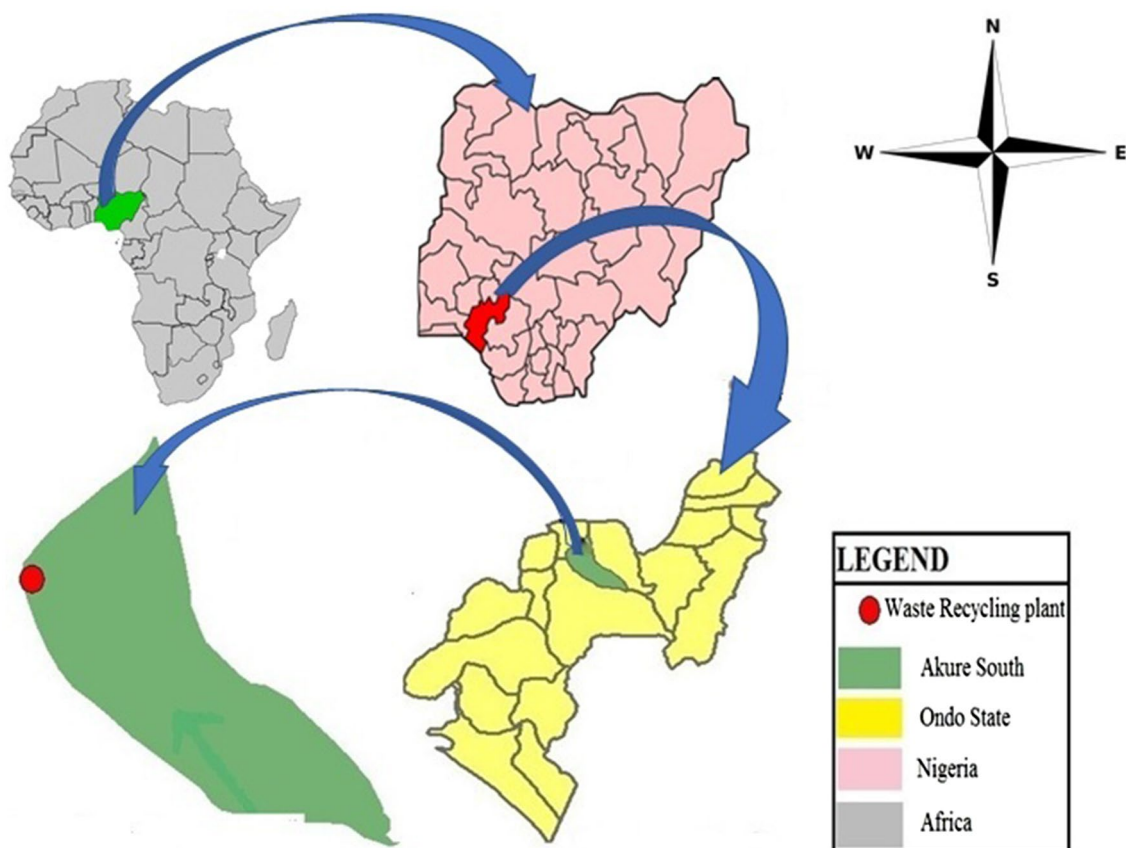 N
W
E
S
LEGEND
Waste Recycling plant
Akure South
Ondo State
Nigeria
Africa